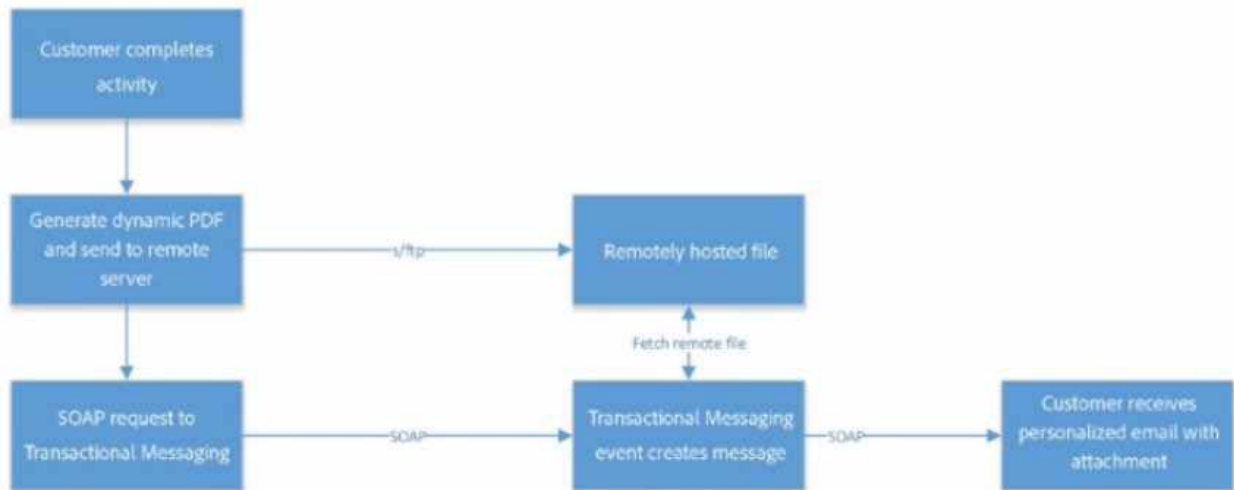 Customer completes
activity
Generate dynamic PDF
and send to remote
server
s/ftp
Remotely hosted file
Fetch remote file
SOAP request to
Transactional Messaging
SOAP
Transactional Messaging
event creates message
SOAP
Customer receives
personalized email with
attachment